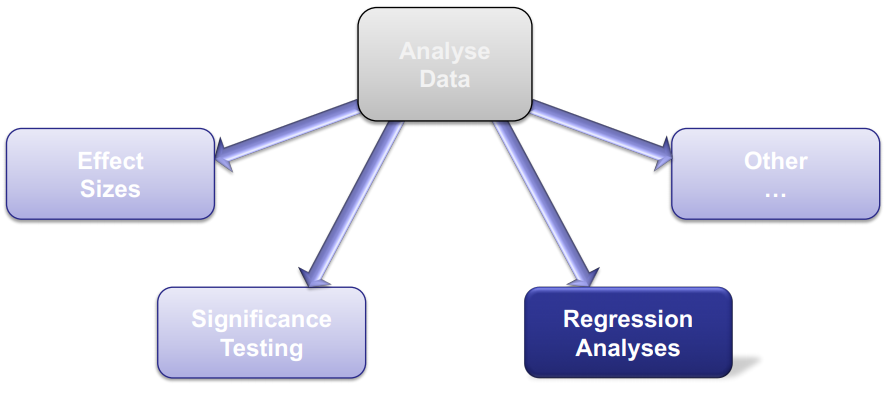 Analyse
Data
Effect
Sizes
Other
…
Significance
Testing
Regression
Analyses